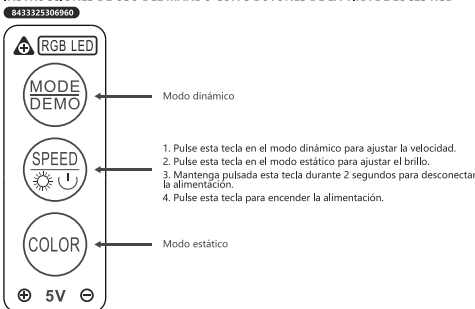 8433325306960
RGB LED
MODE
DEMO
Modo dinámico
SPEED
1. Pulse esta tecla en el modo dinámico para ajustar la velocidad.
2. Pulse esta tecla en el modo estático para ajustar el brillo.
3. Mantenga pulsada esta tecla durante 2 segundos para desconectar
la alimentación.
4. Pulse esta tecla para encender la alimentación.
COLOR
Modo estático
⊕ 5V ⊖